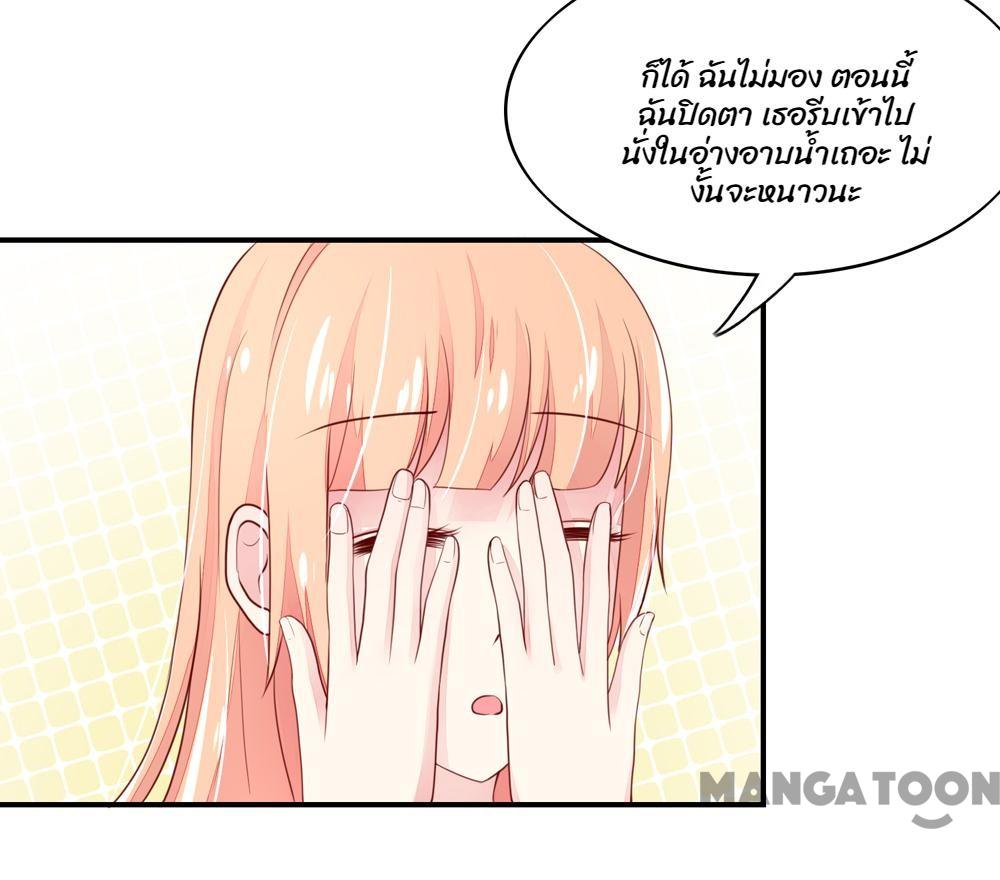 ก็ได้ ฉันไม่มอง ตอนนี้
ฉันปิดตา เธอรีบเข้าไป
นั่งในอ่างอาบน้ำเถอะ ไม่
งั้นจะหนาวนะ
MANGATOON